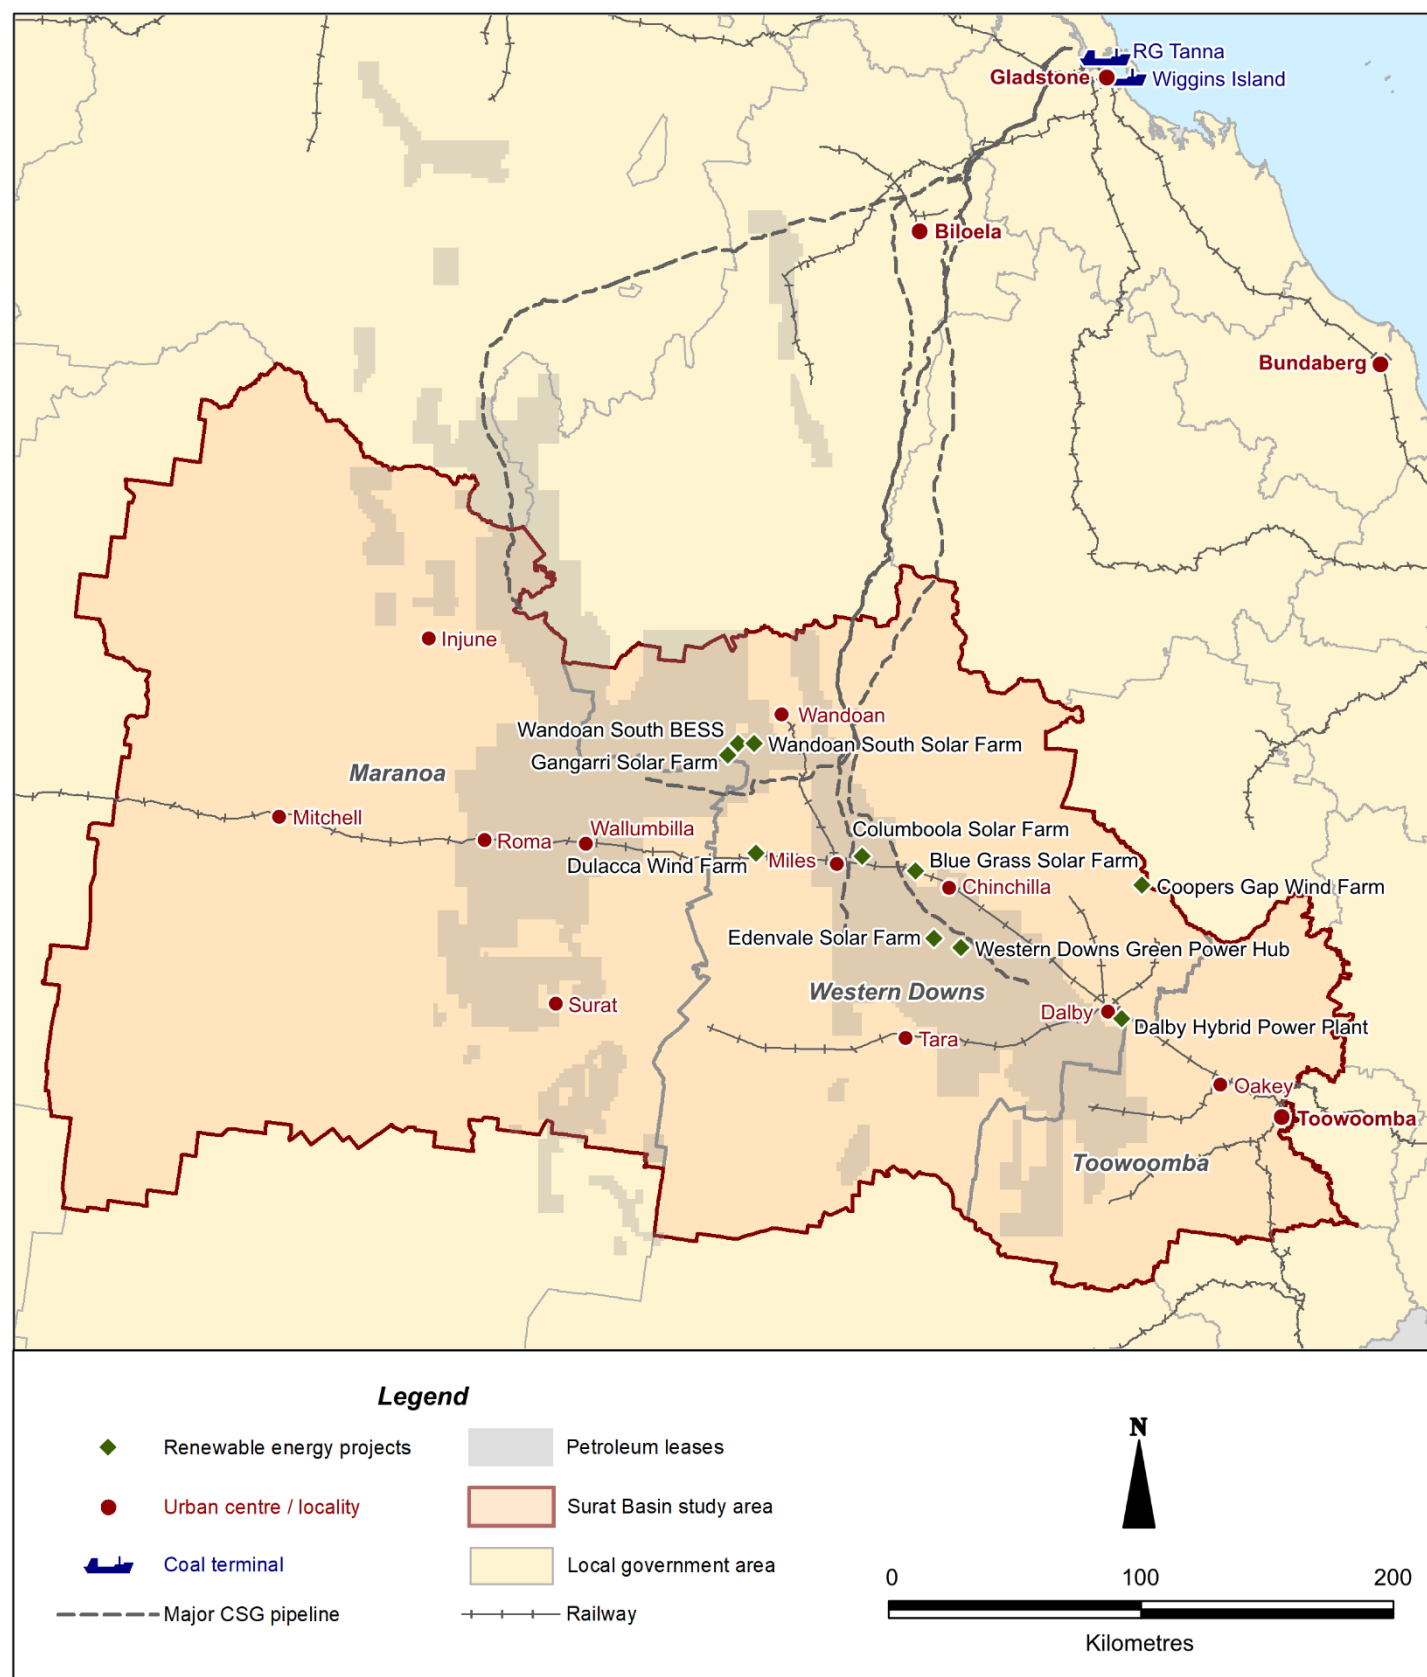 RG Tanna
Gladstone
Wiggins Island
Biloela
Bundaberg
Injune
Wandoan
Wandoan South BESS
Wandoan South Solar Farm
Gangarri Solar Farm
Maranoa
Mitchell
Roma
Wallumbilla
Columboola Solar Farm
Dulacca Wind Farm
Miles
Blue Grass Solar Farm
Chinchilla
Coopers Gap Wind Farm
Edenvale Solar Farm
Western Downs Green Power Hub
Western Downs
Surat
Dalby
Dalby Hybrid Power Plant
Tara
Oakey
Toowoomba
Toowoomba
Legend
Renewable energy projects
Urban centre / locality
Coal terminal
Major CSG pipeline
Petroleum leases
Surat Basin study area
Local government area
Railway
N
0 100 200
Kilometres